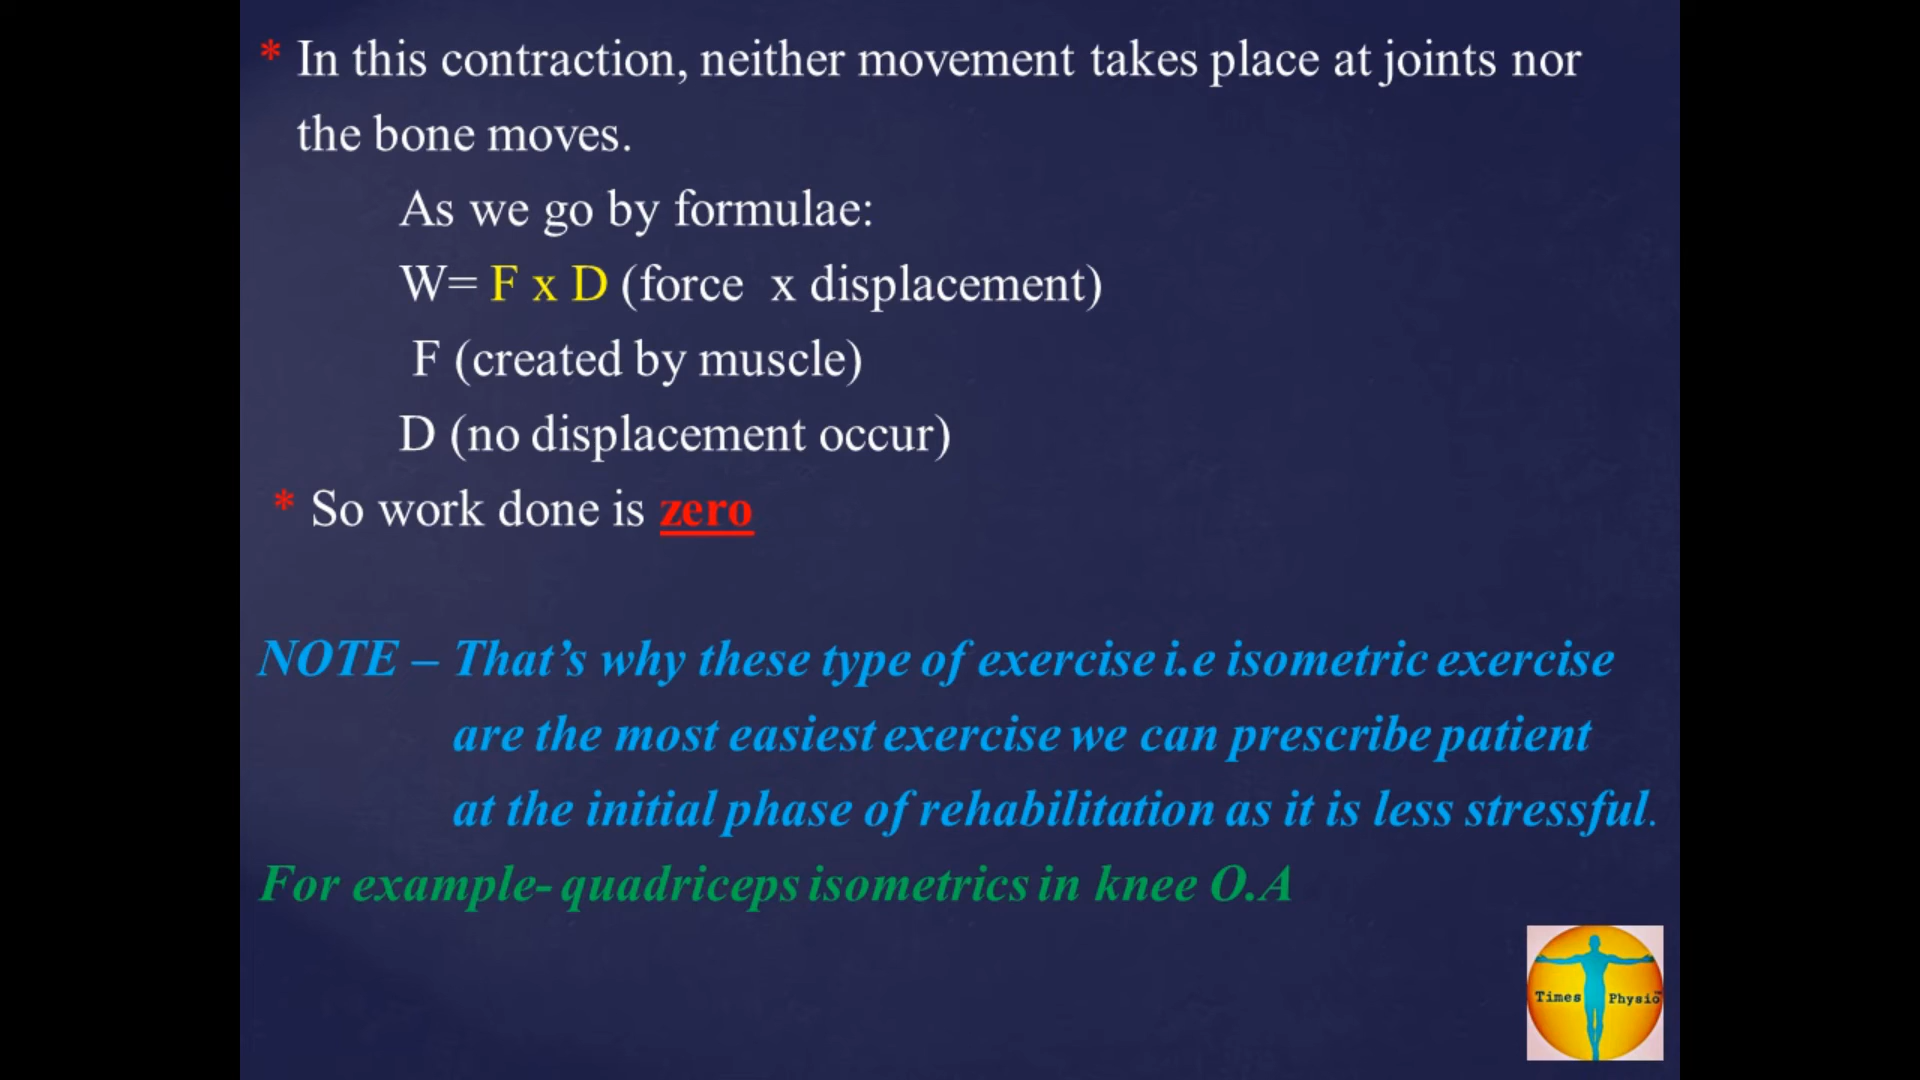 * In this contraction, neither movement takes place at joints nor
the bone moves.
As we go by formulae:
W= F x D (force x displacement)
F (created by muscle)
D (no displacement occur)
* So work done is zero
NOTE – That’s why these type of exercise i.e isometric exercise
are the most easiest exercise we can prescribe patient
at the initial phase of rehabilitation as it is less stressful.
For example- quadriceps isometrics in knee O.A
Times Physio